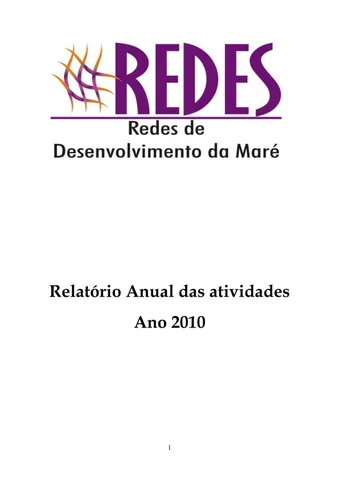 REDES
Redes de
Desenvolvimento da Maré
Relatório Anual das atividades
Ano 2010
1